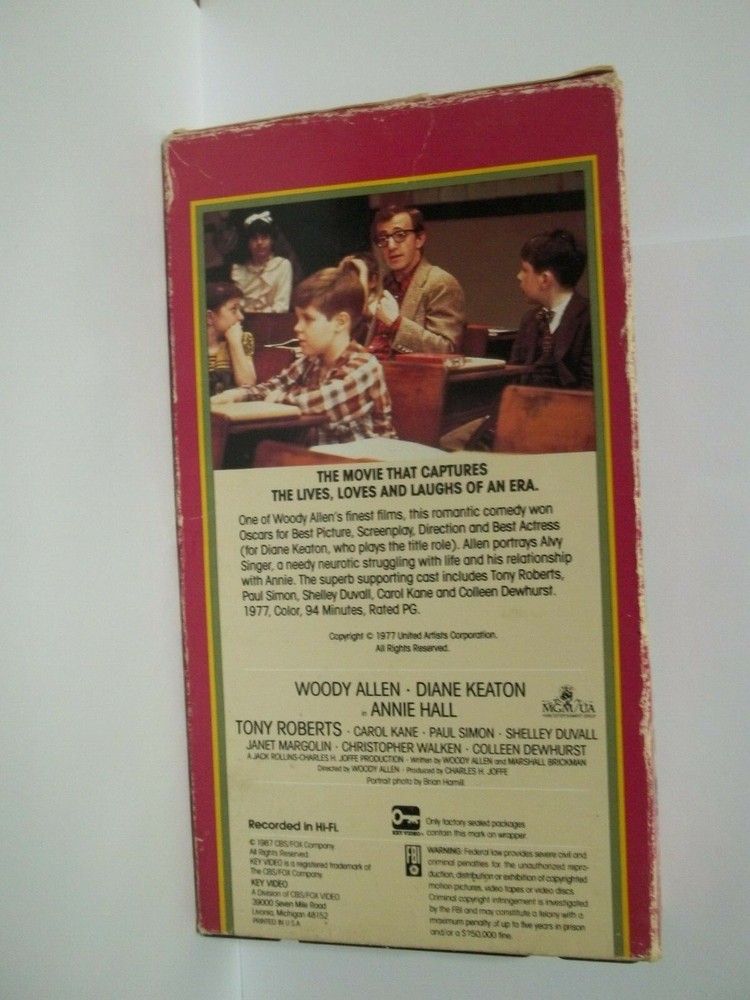 THE MOVIE THAT CAPTURES
THE LIVES, LOVES AND LAUGHS OF AN ERA.
One of Woody Allen's finest films, this romantic comedy won
Oscars for Best Picture, Screenplay, Direction and Best Actress
(for Diane Keaton, who plays the title role). Allen portrays Alvy
Singer, a needy neurotic struggling with life and his relationship
with Annie. The superb supporting cast includes Tony Roberts,
Paul Simon, Shelley Duvall, Carol Kane and Colleen Dewhurst.
1977, Color, 94 Minutes, Rated PG.
Copyright © 1977 United Artists Corporation.
All Rights Reserved.
WOODY ALLEN · DIANE KEATON
in ANNIE HALL
MGM/UA
HOME ENTERTAINMENT GROUP
TONY ROBERTS · CAROL KANE · PAUL SIMON · SHELLEY DUVALL
JANET MARGOLIN · CHRISTOPHER WALKEN · COLLEEN DEWHURST
A JACK ROLLINS-CHARLES H. JOFFE PRODUCTION · Written by WOODY ALLEN and MARSHALL BRICKMAN
Directed by WOODY ALLEN · Produced by CHARLES H. JOFFE
Portrait photo by Brian Hamill
Recorded in Hi-Fi.
© 1987 CBS/FOX Company
All Rights Reserved.
KEY VIDEO is a registered trademark of
The CBS/FOX Company
KEY VIDEO
A Division of CBS/FOX VIDEO
39000 Seven Mile Road
Livonia, Michigan 48152
PRINTED IN U.S.A.
KEY VIDEO
Only factory sealed packages
contain this mark on wrapper.
FBI
WARNING: Federal law provides severe civil and
criminal penalties for the unauthorized repro-
duction, distribution or exhibition of copyrighted
motion pictures, video tapes or video discs.
Criminal copyright infringement is investigated
by the FBI and may constitute a felony with a
maximum penalty of up to five years in prison
and/or a $250,000 fine.